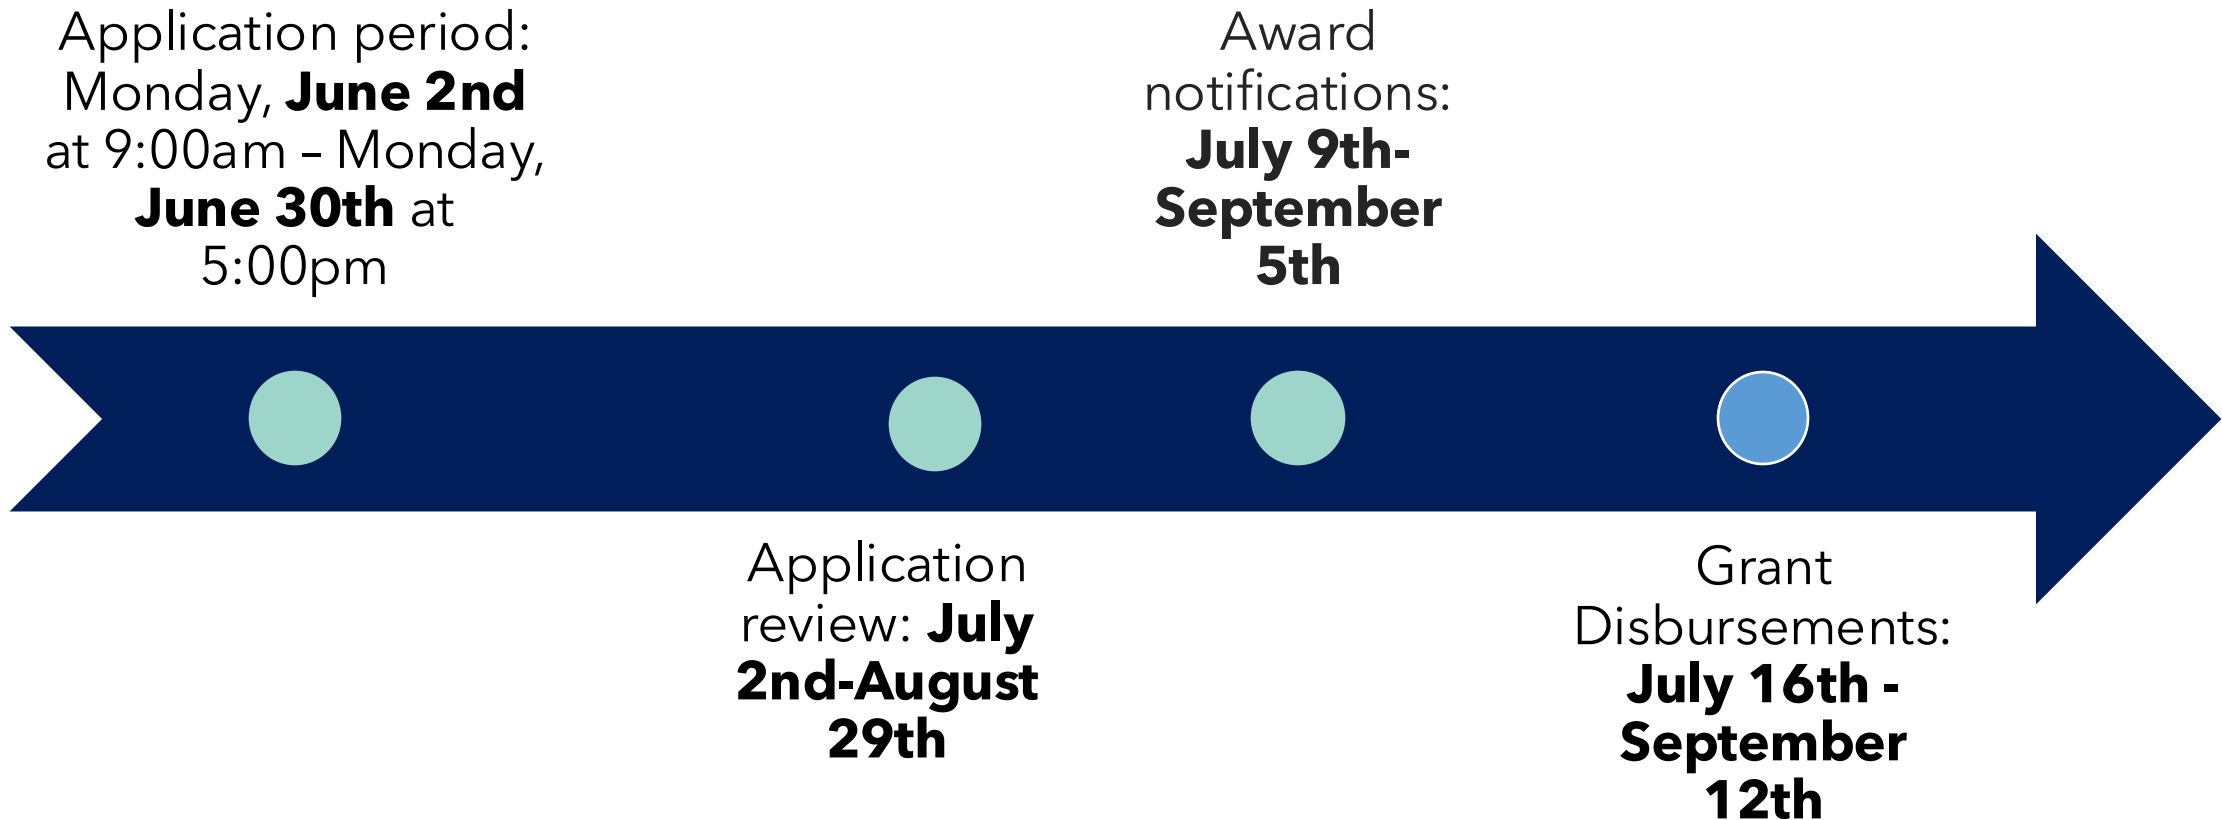 Application period:
Monday, June 2nd
at 9:00am – Monday,
June 30th at
5:00pm
Application
review: July
2nd-August
29th
Award
notifications:
July 9th-
September
5th
Grant
Disbursements:
July 16th -
September
12th